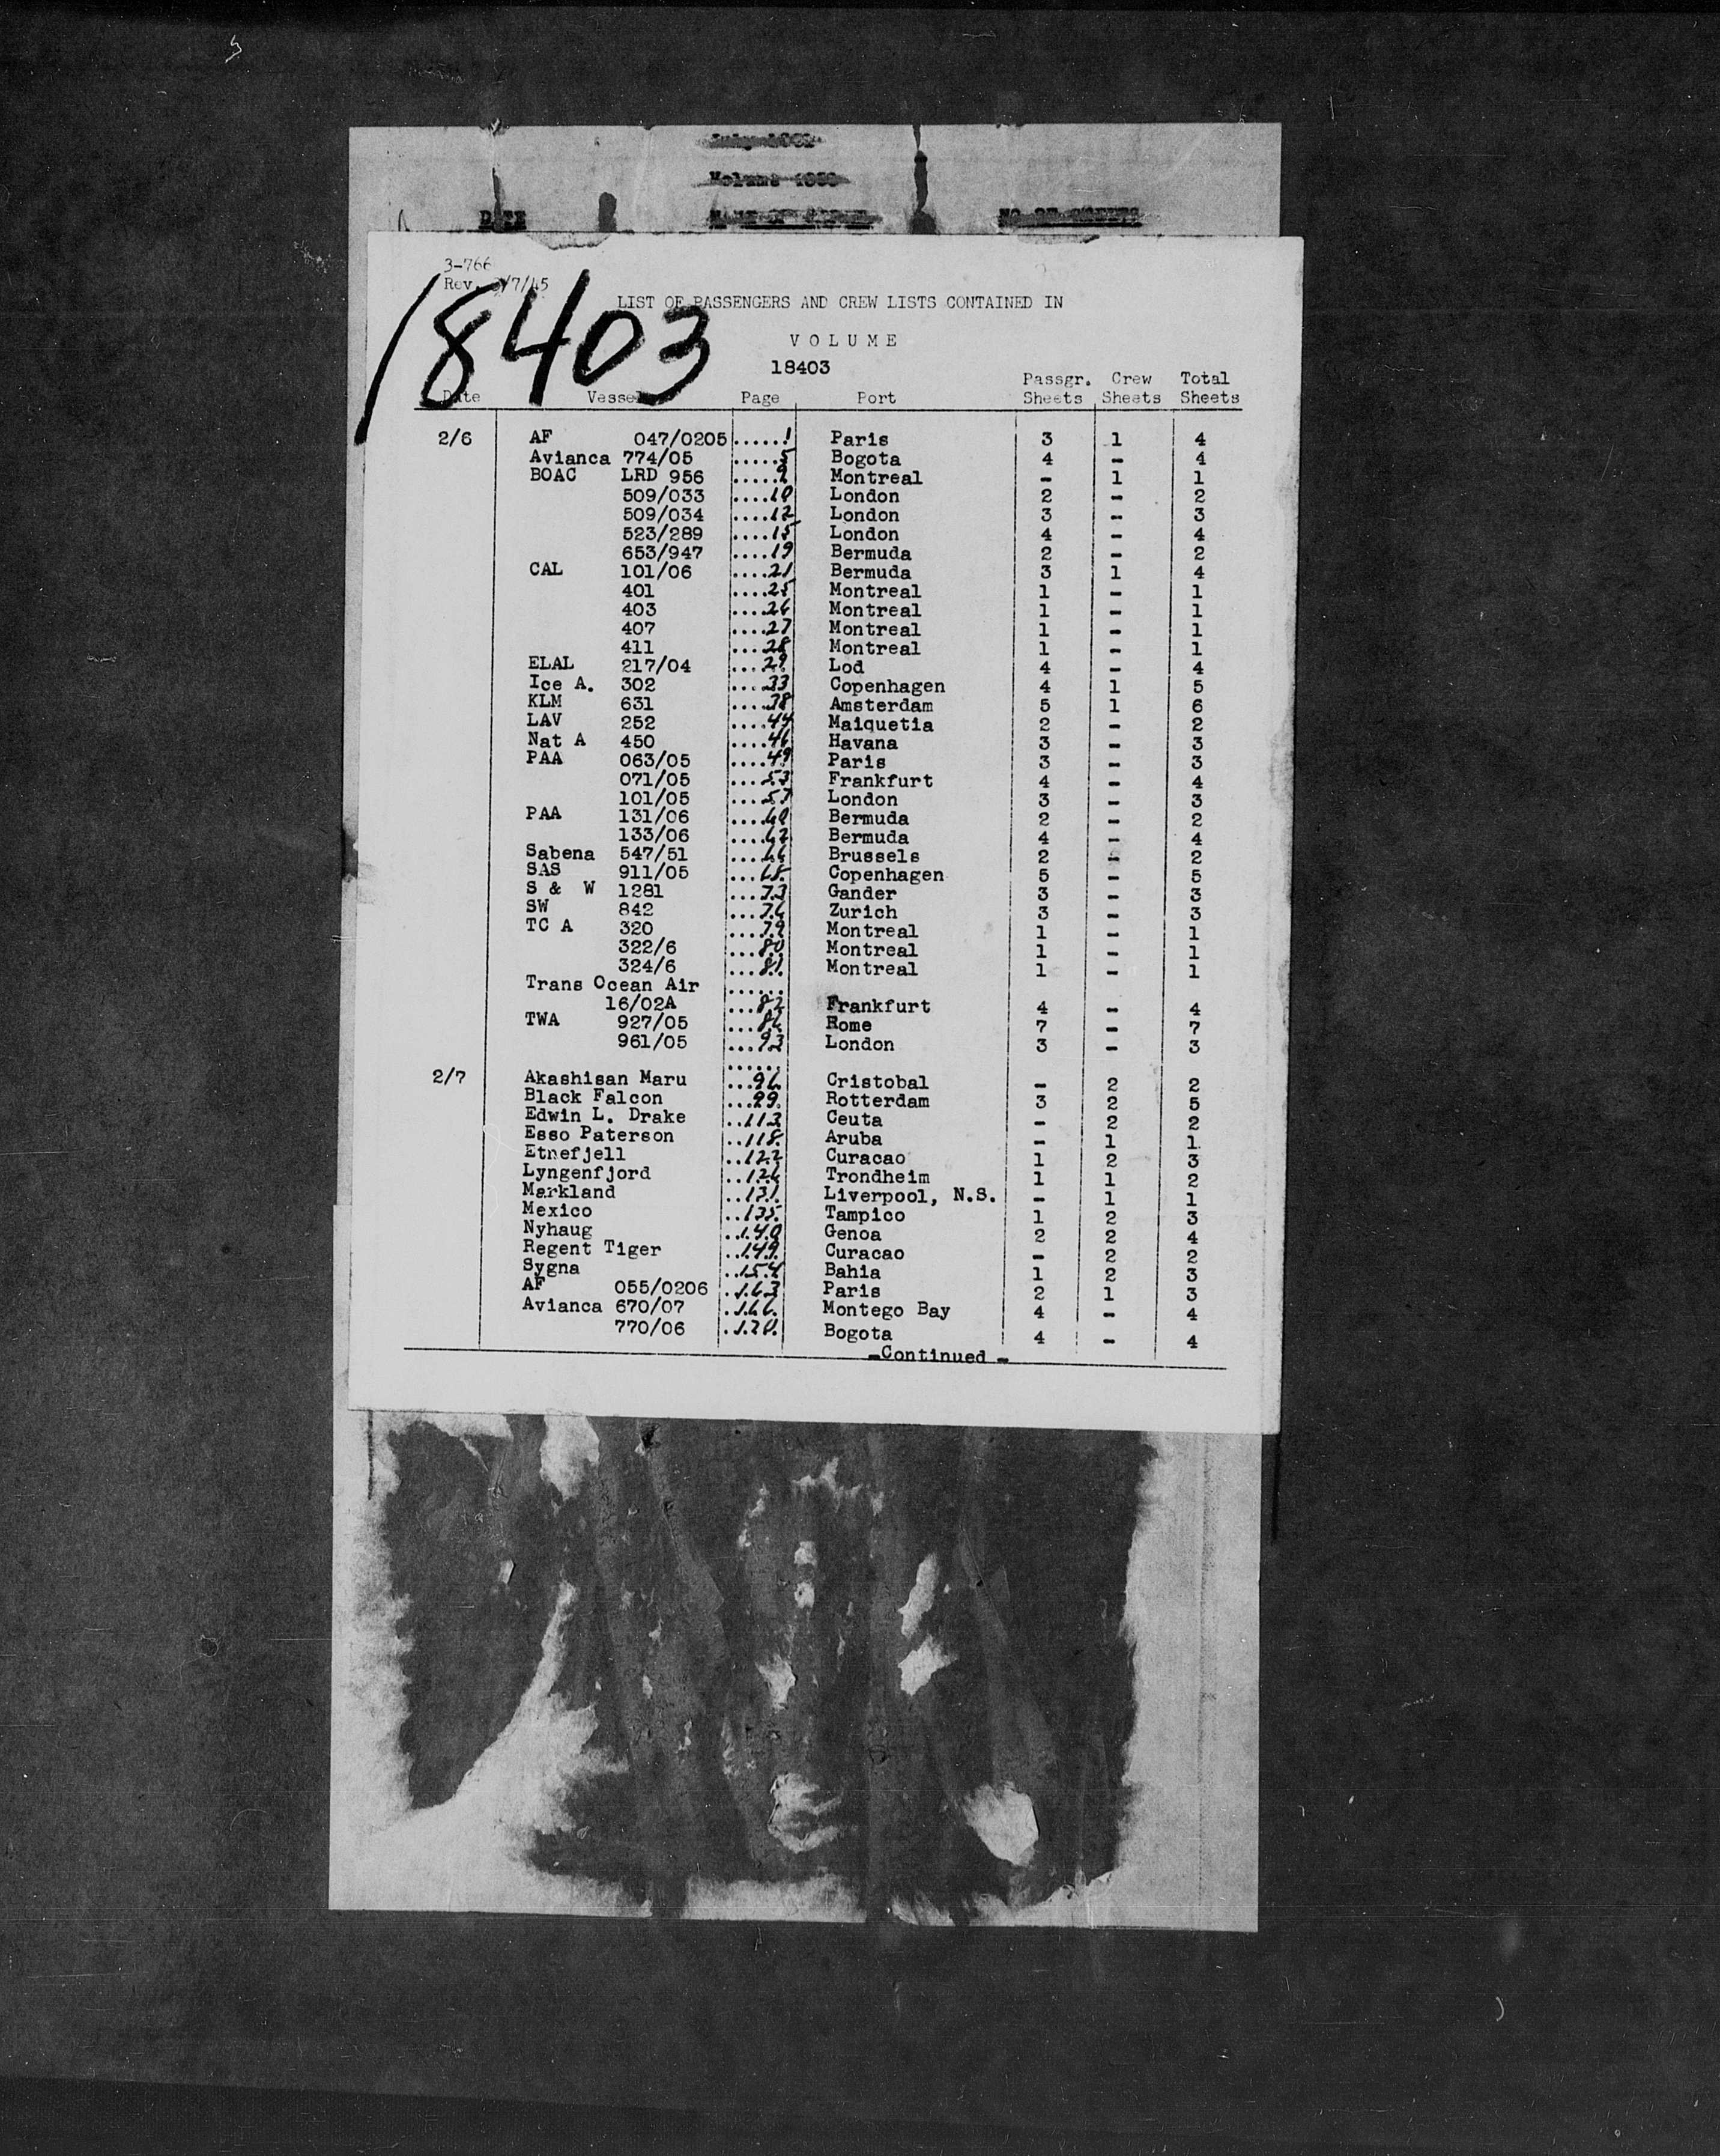 DATE
3-766
Rev. /7/45
18403
LIST OF PASSENGERS AND CREW LISTS CONTAINED IN
VOLUME
18403
Date Vessel Page Port Passgr. Sheets Crew Sheets Total Sheets
2/6 AF 047/0205 ......1 Paris 3 1 4
Avianca 774/05 .....5 Bogota 4 - 4
BOAC LRD 956 .....9 Montreal - 1 1
509/033 ....10 London 2 - 2
509/034 ....12 London 3 - 3
523/289 ....15 London 4 - 4
653/947 ....19 Bermuda 2 - 2
CAL 101/06 ....21 Bermuda 3 1 4
401 ....25 Montreal 1 - 1
403 ....26 Montreal 1 - 1
407 ....27 Montreal 1 - 1
411 ....28 Montreal 1 - 1
ELAL 217/04 ....29 Lod 4 - 4
Ice A. 302 ....33 Copenhagen 4 1 5
KLM 631 ....38 Amsterdam 5 1 6
LAV 252 ....44 Maiquetia 2 - 2
Nat A 450 ....46 Havana 3 - 3
PAA 063/05 ....49 Paris 3 - 3
071/05 ....53 Frankfurt 4 - 4
101/05 ....57 London 3 - 3
PAA 131/06 ....60 Bermuda 2 - 2
133/06 ....62 Bermuda 4 - 4
Sabena 547/51 ....66 Brussels 2 - 2
SAS 911/05 ...68 Copenhagen 5 - 5
S & W 1281 ...73 Gander 3 - 3
SW 842 ...76 Zurich 3 - 3
TC A 320 ...79 Montreal 1 - 1
322/6 ...80 Montreal 1 - 1
324/6 ...81 Montreal 1 - 1
Trans Ocean Air ......
16/02A ...82 Frankfurt 4 - 4
TWA 927/05 ...86 Rome 7 - 7
961/05 ...93 London 3 - 3
......
2/7 Akashisan Maru ...96 Cristobal - 2 2
Black Falcon ...99. Rotterdam 3 2 5
Edwin L. Drake ..113 Ceuta - 2 2
Esso Paterson ..118. Aruba - 1 1
Etnefjell ..122 Curacao 1 2 3
Lyngenfjord ..126 Trondheim 1 1 2
Markland ..131. Liverpool, N.S. - 1 1
Mexico ..135. Tampico 1 2 3
Nyhaug ..140 Genoa 2 2 4
Regent Tiger ..149. Curacao - 2 2
Sygna ..154 Bahia 1 2 3
AF 055/0206 .163 Paris 2 1 3
Avianca 670/07 .166. Montego Bay 4 - 4
770/06 .170. Bogota 4 - 4
-Continued -